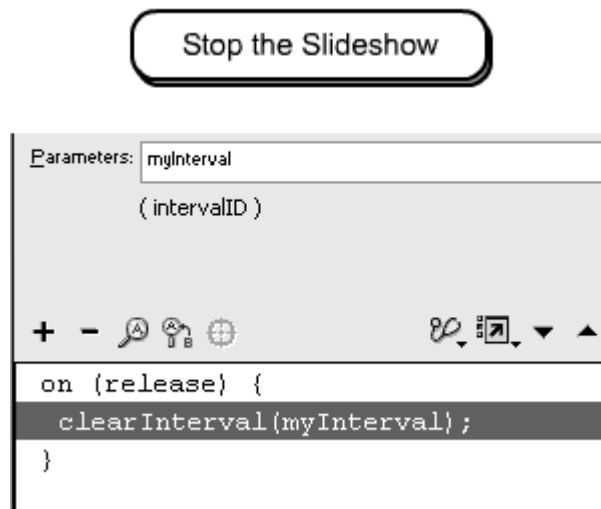 Stop the Slideshow
Parameters: myInterval
( intervalID )
on (release) {
clearInterval(myInterval);
}